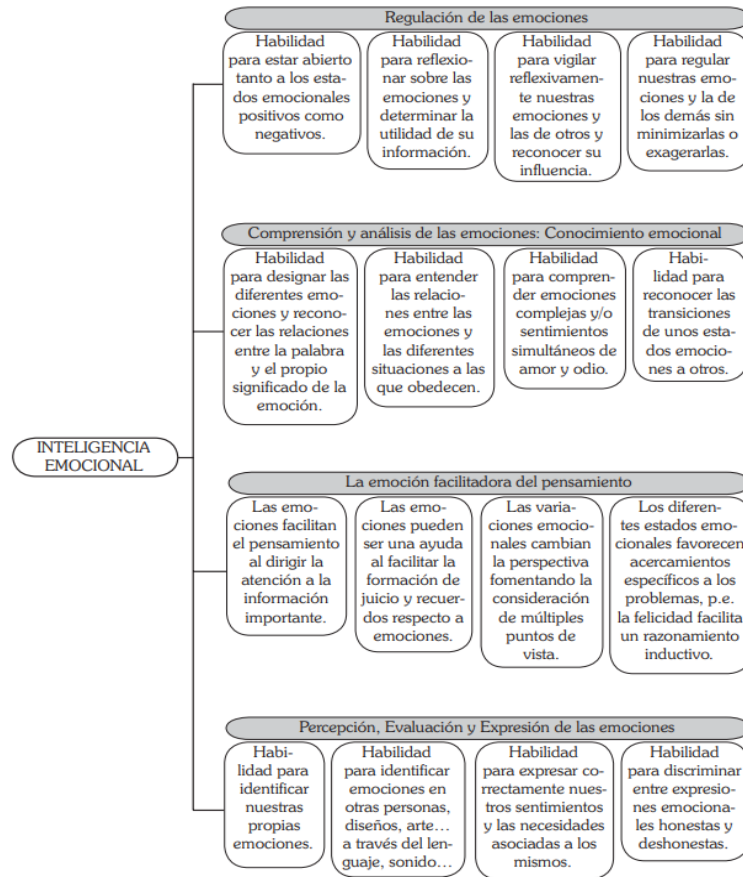 Regulación de las emociones
Habilidad
para estar abierto
tanto a los esta-
dos emocionales
positivos como
negativos.
Habilidad
para reflexio-
nar sobre las
emociones y
determinar la
utilidad de su
información.
Habilidad
para vigilar
reflexivamen-
te nuestras
emociones y
las de otros y
reconocer su
influencia.
Habilidad
para regular
nuestras emo-
ciones y la de
los demás sin
minimizarlas o
exagerarlas.
Comprensión y análisis de las emociones: Conocimiento emocional
Habilidad
para designar las
diferentes emo-
ciones y recono-
cer las relaciones
entre la palabra
y el propio
significado de la
emoción.
Habilidad
para entender
las relacio-
nes entre las
emociones y
las diferentes
situaciones a las
que obedecen.
Habilidad
para compren-
der emociones
complejas y/o
sentimientos
simultáneos de
amor y odio.
Habi-
lidad para
reconocer las
transiciones
de unos esta-
dos emocio-
nes a otros.
INTELIGENCIA
EMOCIONAL
La emoción facilitadora del pensamiento
Las emo-
ciones facilitan
el pensamiento
al dirigir la
atención a la
información
importante.
Las emo-
ciones pueden
ser una ayuda
al facilitar la
formación de
juicio y recuer-
dos respecto a
emociones.
Las varia-
ciones emocio-
nales cambian
la perspectiva
fomentando la
consideración
de múltiples
puntos de
vista.
Los diferen-
tes estados emo-
cionales favorecen
acercamientos
específicos a los
problemas, p.e.
la felicidad facilita
un razonamiento
inductivo.
Percepción, Evaluación y Expresión de las emociones
Habi-
lidad para
identificar
nuestras
propias
emociones.
Habilidad
para identificar
emociones en
otras personas,
diseños, arte…
a través del len-
guaje, sonido…
Habilidad
para expresar co-
rrectamente nues-
tros sentimientos
y las necesidades
asociadas a los
mismos.
Habilidad
para discriminar
entre expresio-
nes emociona-
les honestas y
deshonestas.